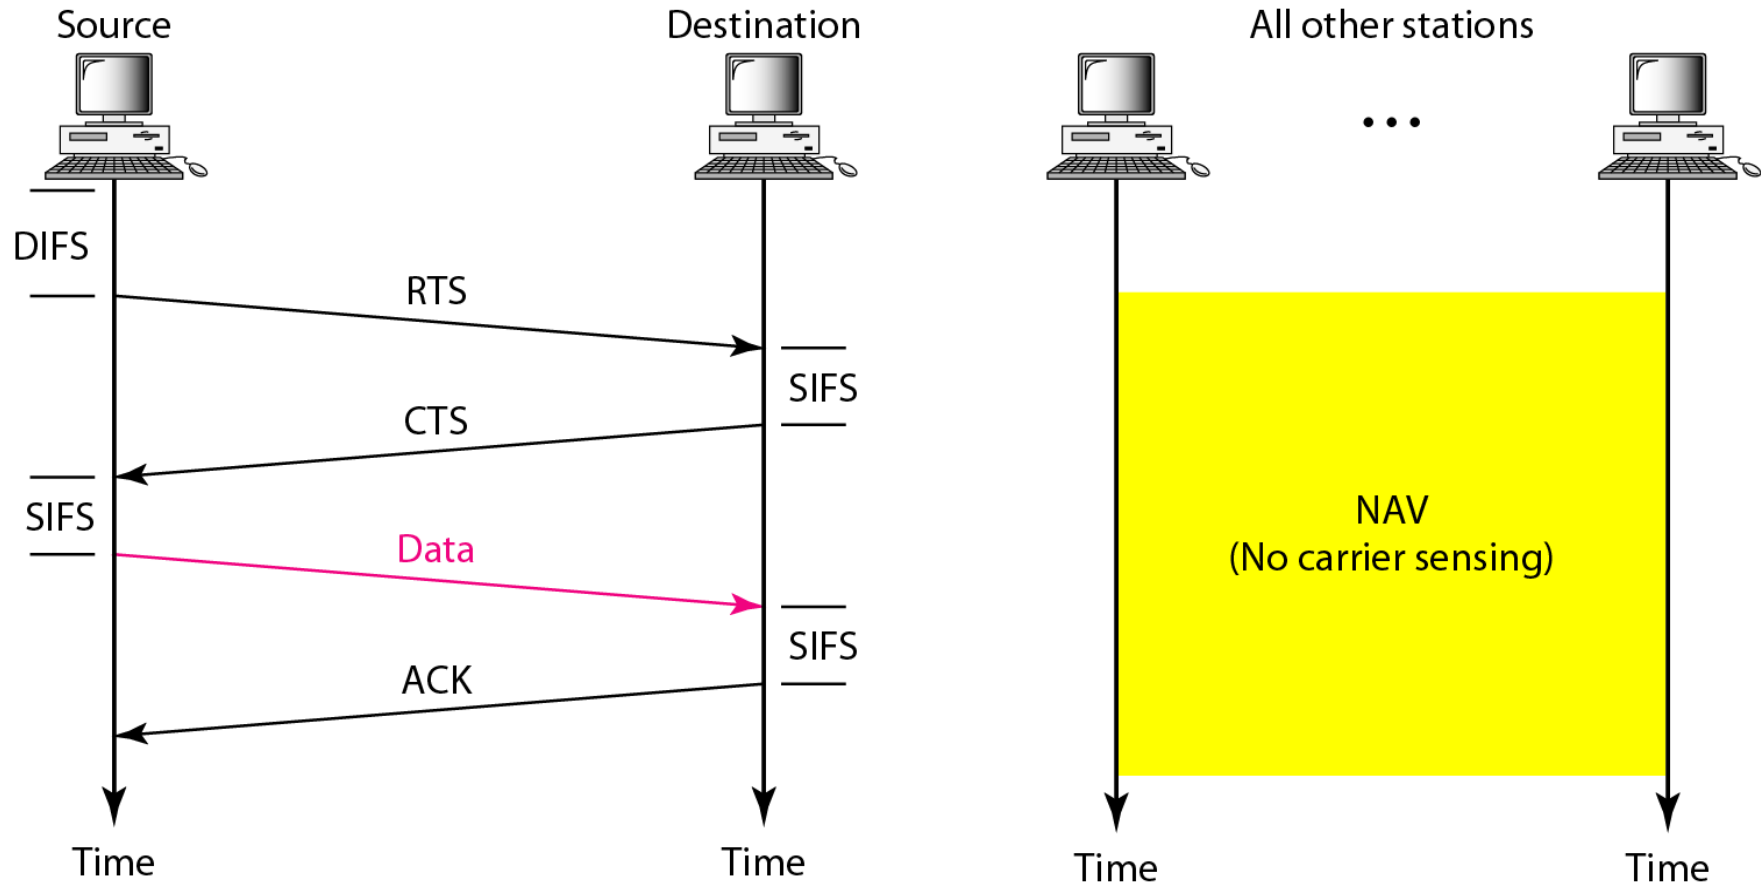 Source
Destination
All other stations
...
DIFS
RTS
SIFS
CTS
SIFS
Data
SIFS
ACK
NAV
(No carrier sensing)
Time
Time
Time
Time